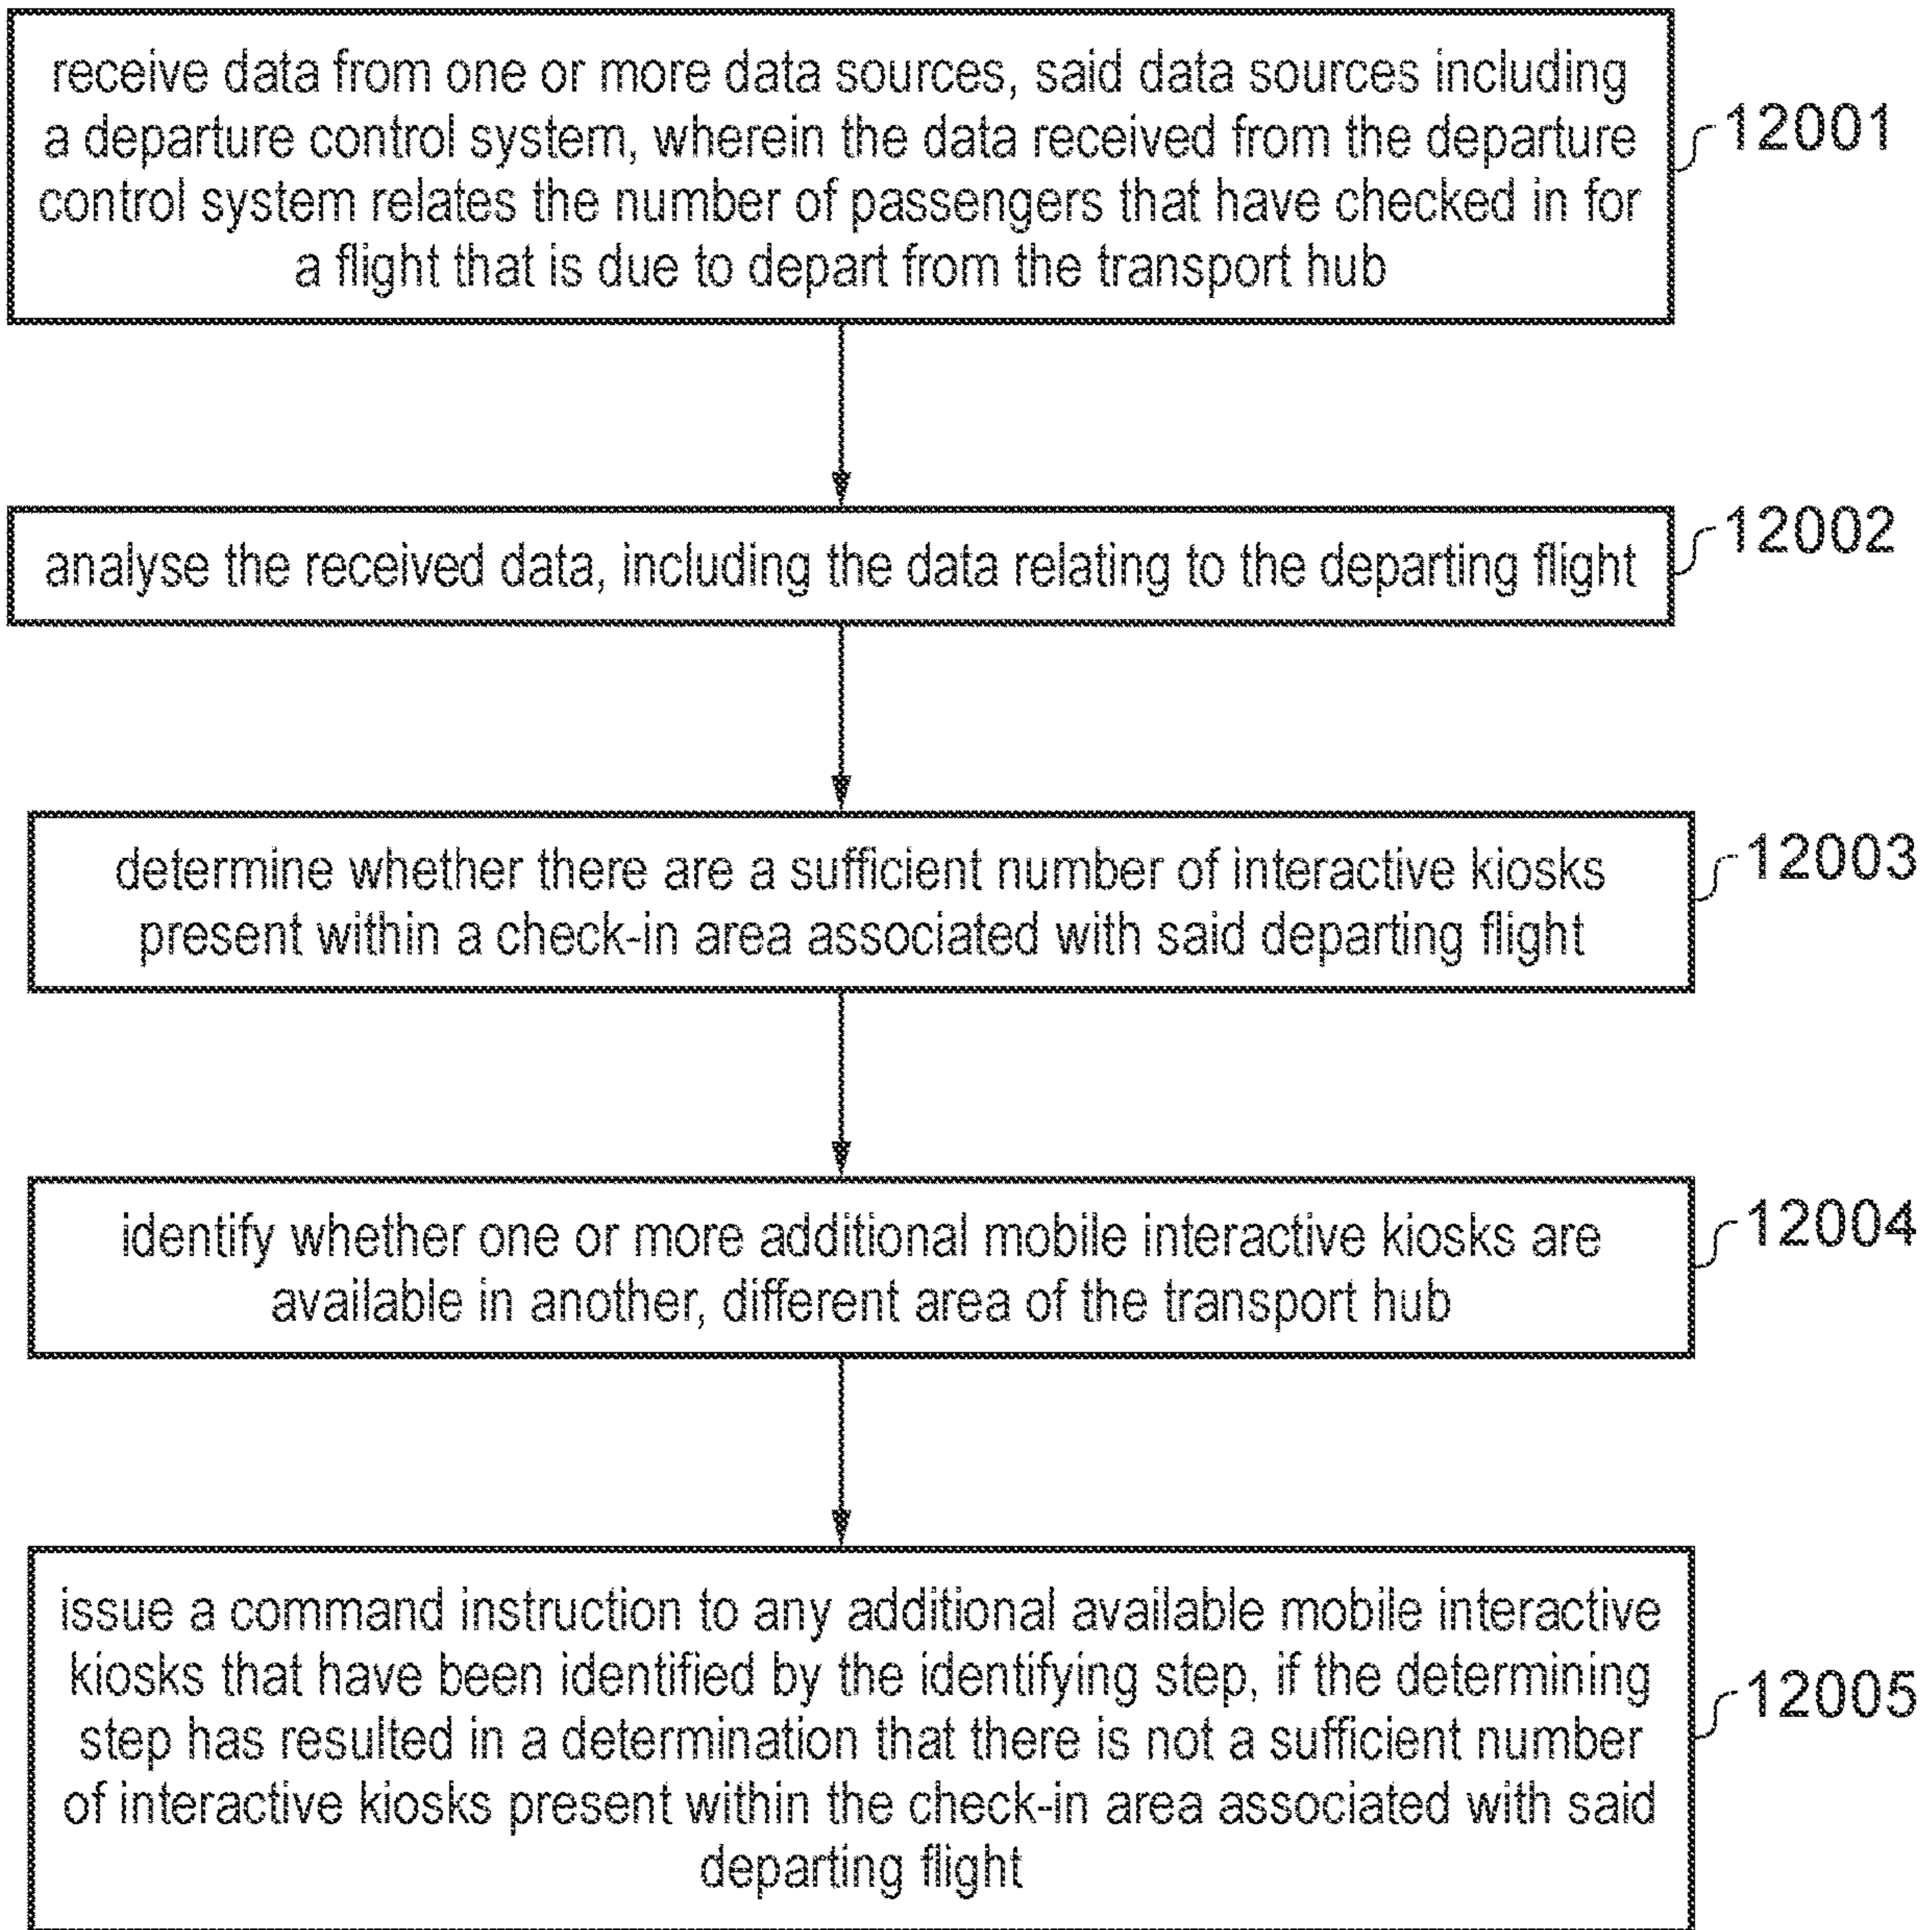 receive data from one or more data sources, said data sources including
a departure control system, wherein the data received from the departure
control system relates the number of passengers that have checked in for
a flight that is due to depart from the transport hub
12001
analyse the received data, including the data relating to the departing flight
12002
determine whether there are a sufficient number of interactive kiosks
present within a check-in area associated with said departing flight
12003
identify whether one or more additional mobile interactive kiosks are
available in another, different area of the transport hub
12004
issue a command instruction to any additional available mobile interactive
kiosks that have been identified by the identifying step, if the determining
step has resulted in a determination that there is not a sufficient number
of interactive kiosks present within the check-in area associated with said
departing flight
12005